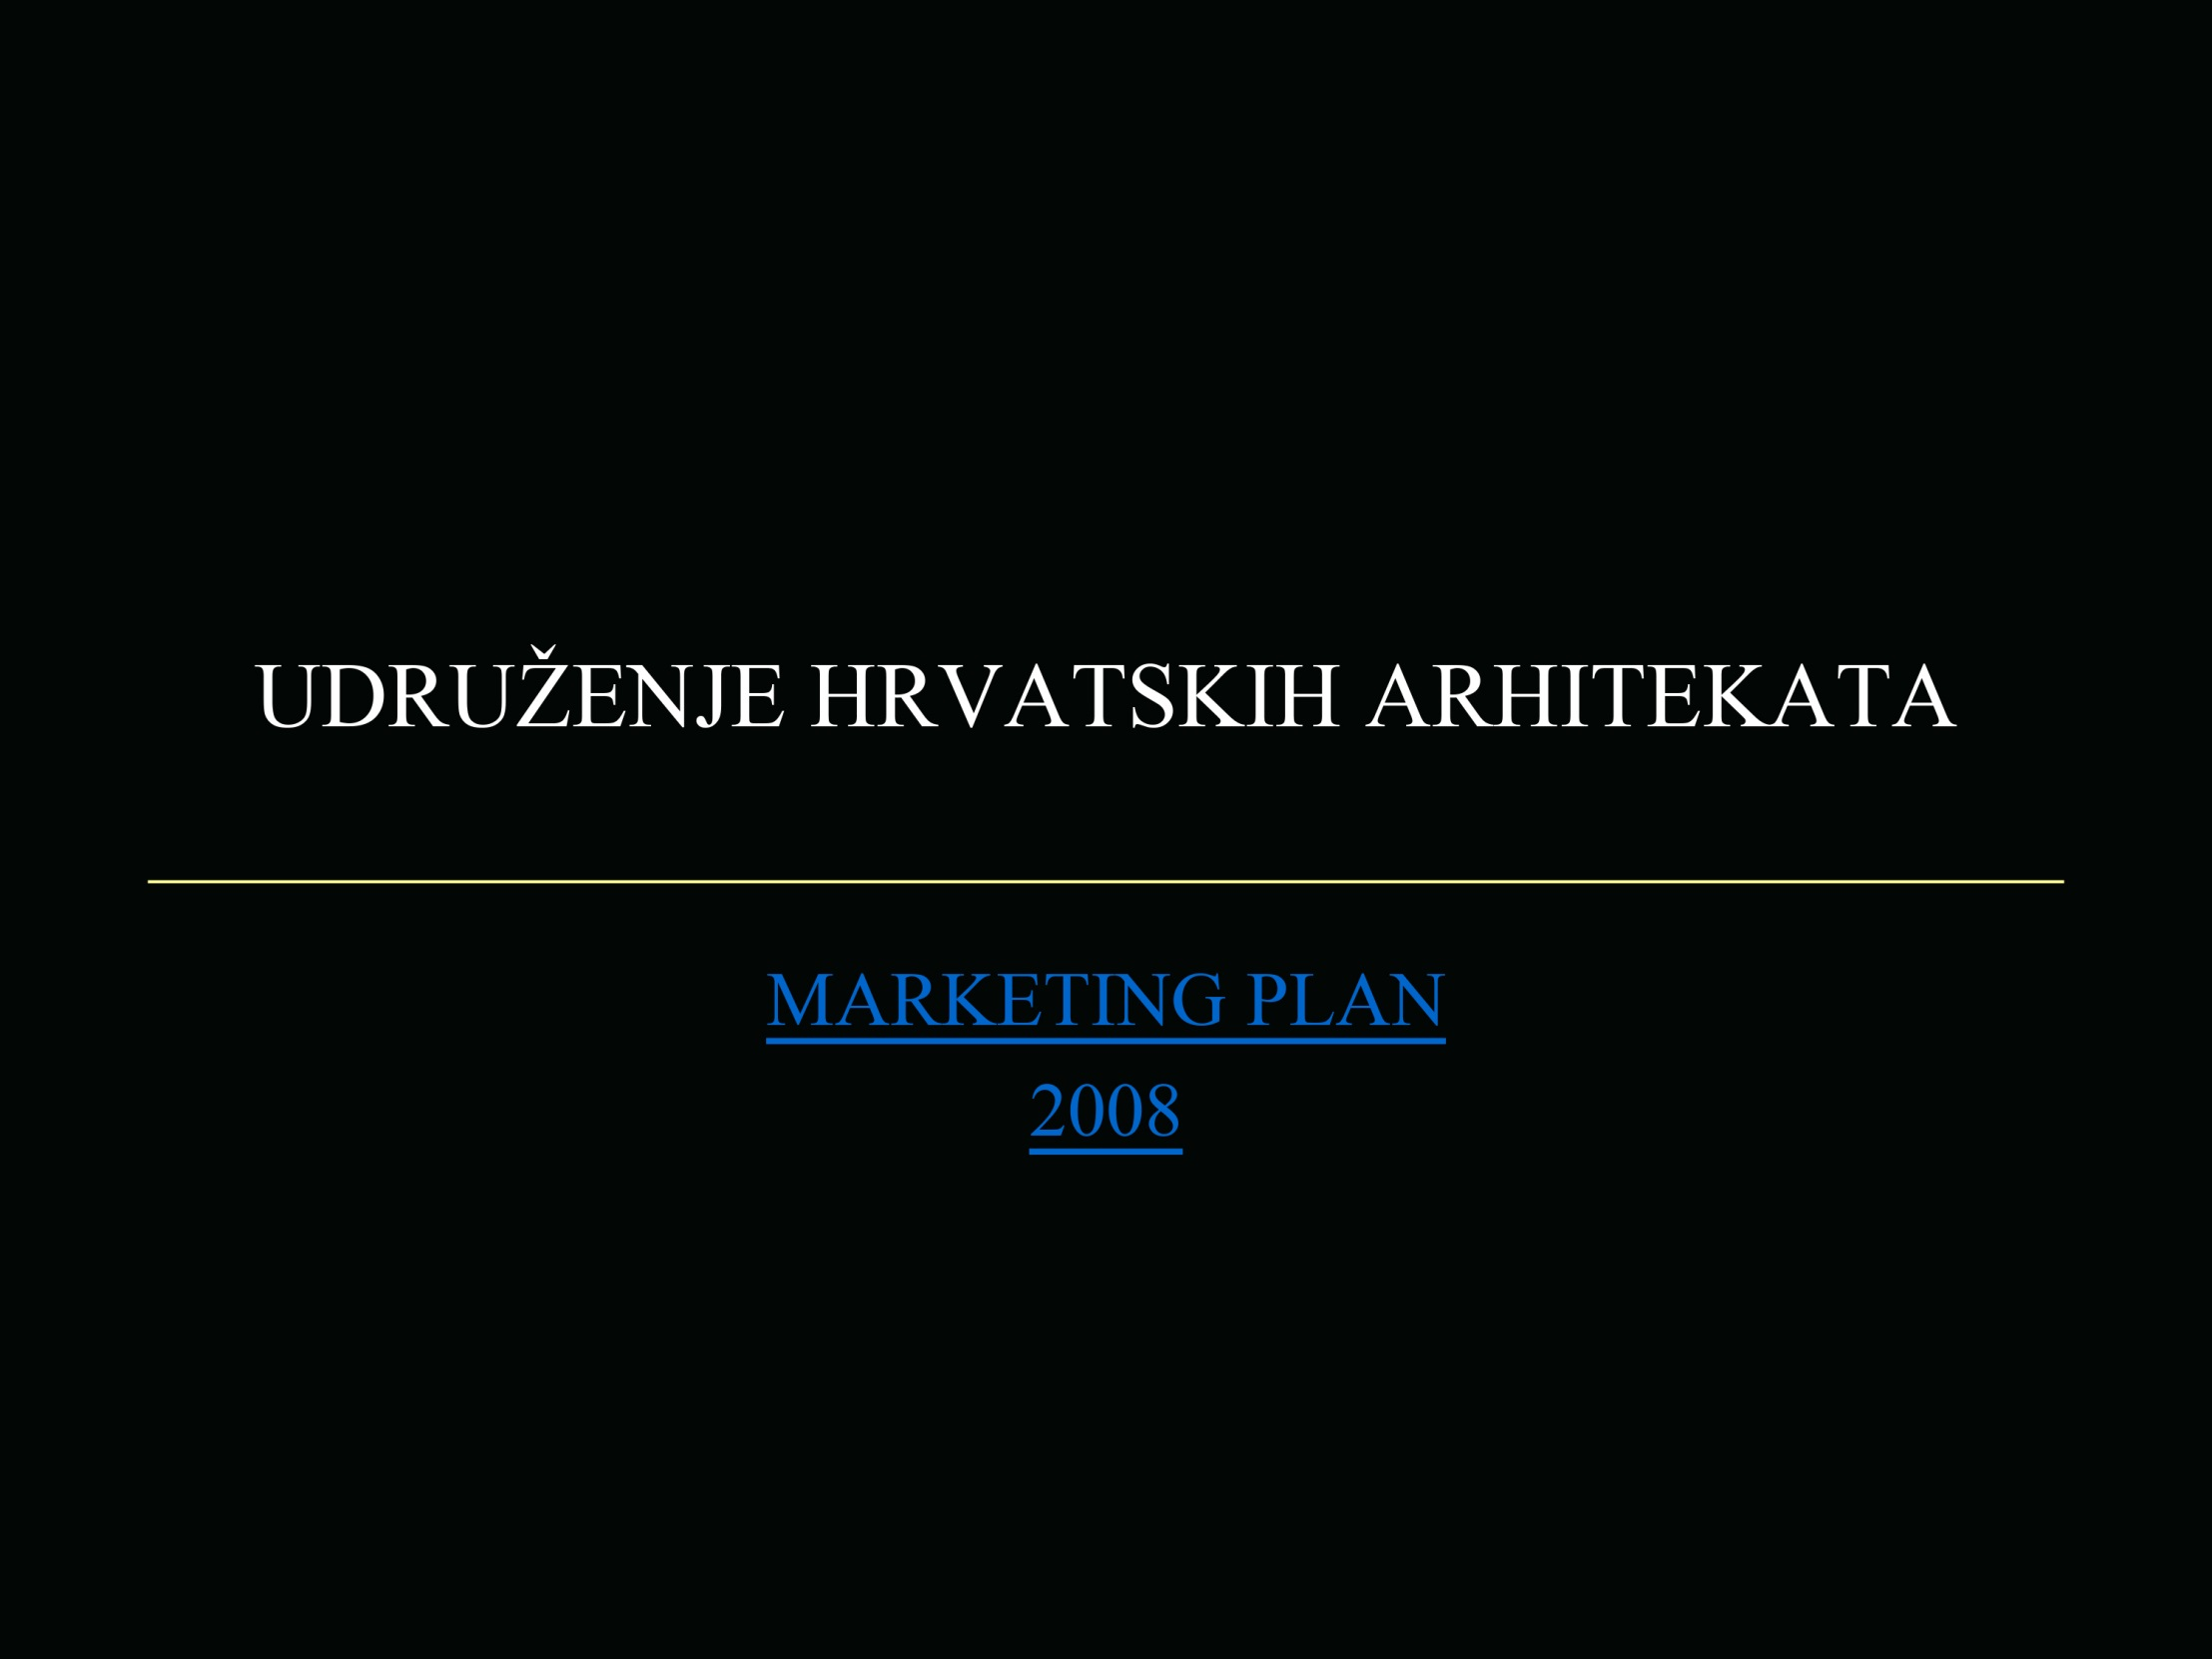 UDRUŽENJE HRVATSKIH ARHITEKATA
MARKETING PLAN
2008